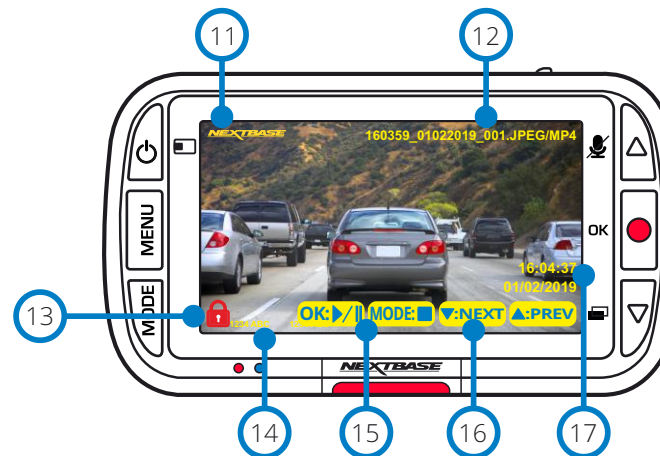 11
12
NEXTBASE
160359_01022019_001.JPEG/MP4
MENU
OK
16:04:37
01/02/2019
MODE
13
OK:▶/II MODE:■ ▼:NEXT ▲:PREV
NEXTBASE
14
15
16
17